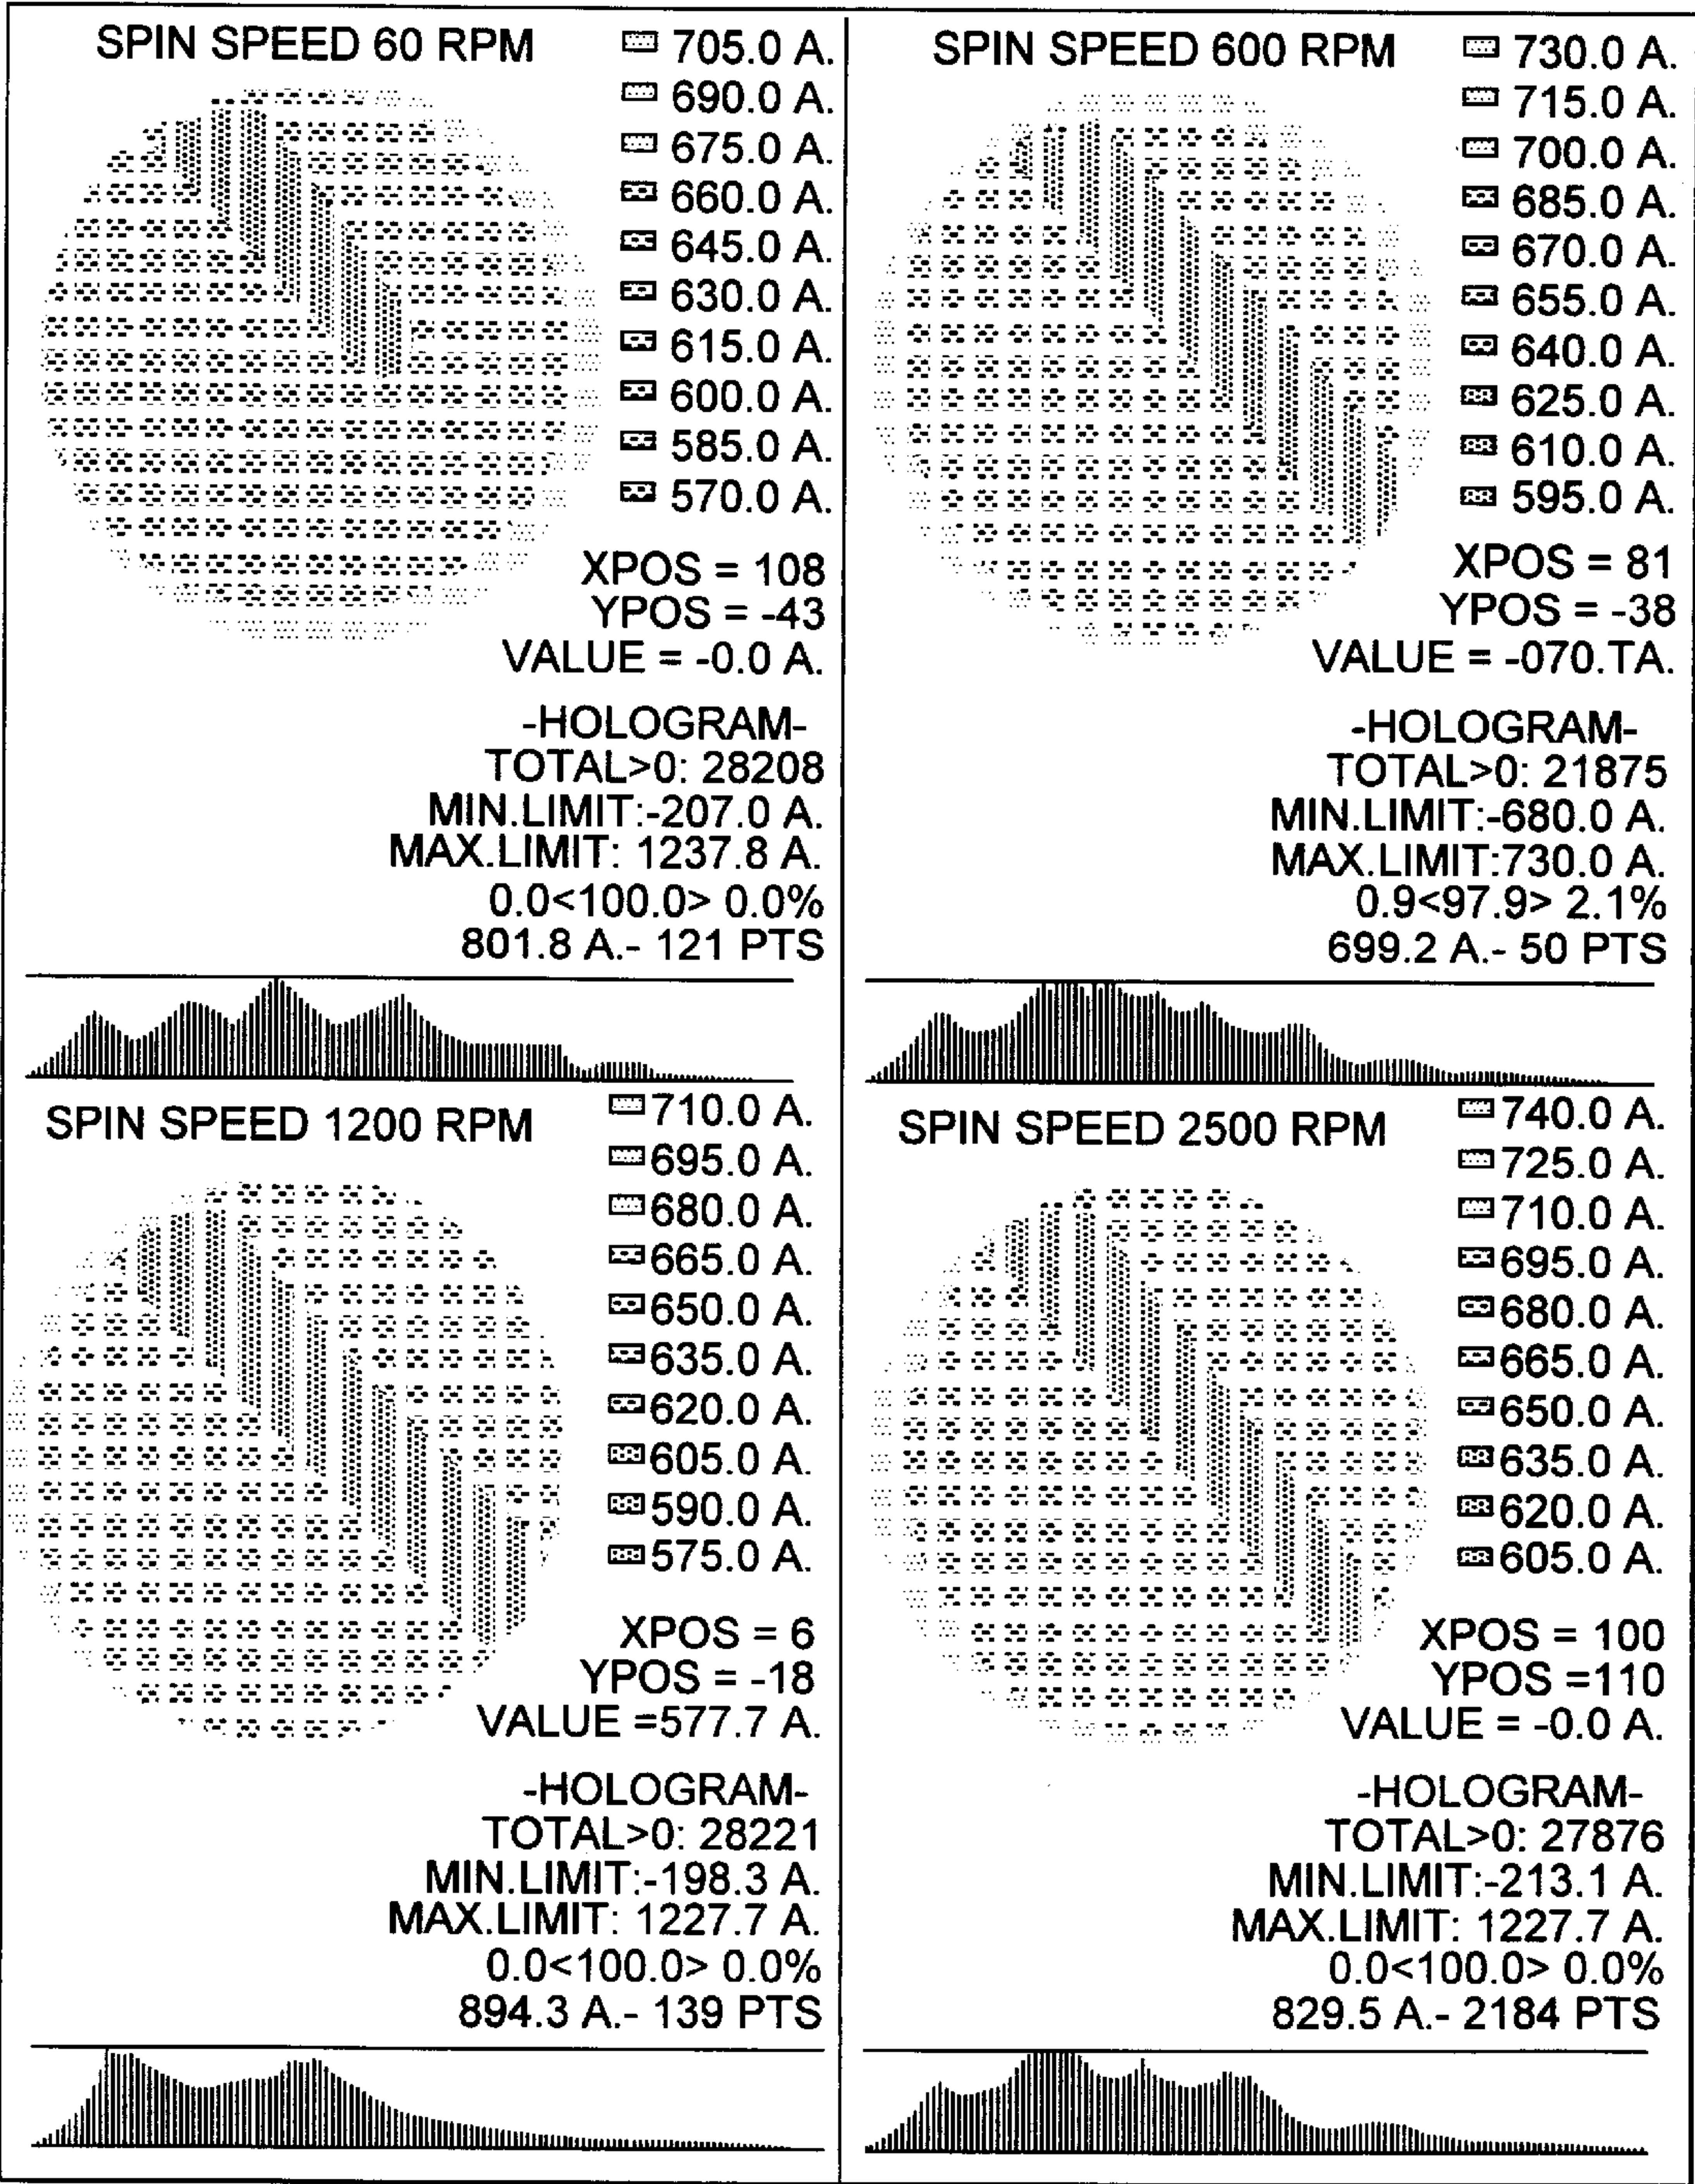 SPIN SPEED 60 RPM
705.0 A.
690.0 A.
675.0 A.
660.0 A.
645.0 A.
630.0 A.
615.0 A.
600.0 A.
585.0 A.
570.0 A.
XPOS = 108
YPOS = -43
VALUE = -0.0 A.
-HOLOGRAM-
TOTAL>0: 28208
MIN.LIMIT:-207.0 A.
MAX.LIMIT: 1237.8 A.
0.0<100.0> 0.0%
801.8 A.- 121 PTS
SPIN SPEED 600 RPM
730.0 A.
715.0 A.
700.0 A.
685.0 A.
670.0 A.
655.0 A.
640.0 A.
625.0 A.
610.0 A.
595.0 A.
XPOS = 81
YPOS = -38
VALUE = -070.TA.
-HOLOGRAM-
TOTAL>0: 21875
MIN.LIMIT:-680.0 A.
MAX.LIMIT:730.0 A.
0.9<97.9> 2.1%
699.2 A.- 50 PTS
SPIN SPEED 1200 RPM
710.0 A.
695.0 A.
680.0 A.
665.0 A.
650.0 A.
635.0 A.
620.0 A.
605.0 A.
590.0 A.
575.0 A.
XPOS = 6
YPOS = -18
VALUE =577.7 A.
-HOLOGRAM-
TOTAL>0: 28221
MIN.LIMIT:-198.3 A.
MAX.LIMIT: 1227.7 A.
0.0<100.0> 0.0%
894.3 A.- 139 PTS
SPIN SPEED 2500 RPM
740.0 A.
725.0 A.
710.0 A.
695.0 A.
680.0 A.
665.0 A.
650.0 A.
635.0 A.
620.0 A.
605.0 A.
XPOS = 100
YPOS =110
VALUE = -0.0 A.
-HOLOGRAM-
TOTAL>0: 27876
MIN.LIMIT:-213.1 A.
MAX.LIMIT: 1227.7 A.
0.0<100.0> 0.0%
829.5 A.- 2184 PTS